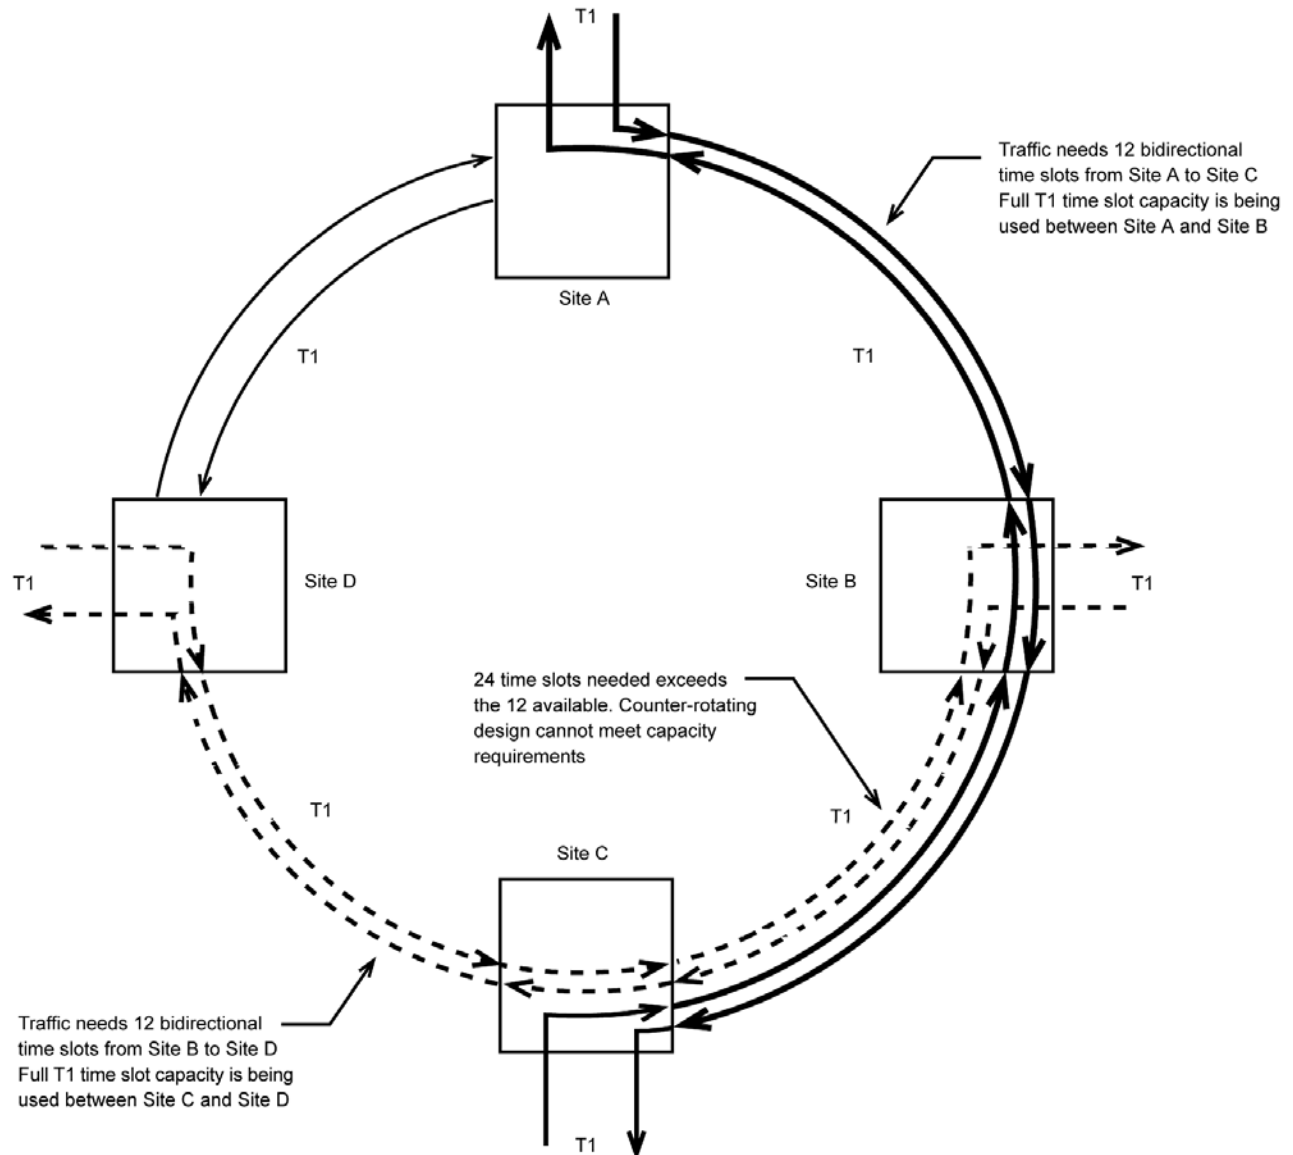 T1
Traffic needs 12 bidirectional
time slots from Site A to Site C
Full T1 time slot capacity is being
used between Site A and Site B
Site A
T1
T1
T1
Site D
Site B
T1
24 time slots needed exceeds
the 12 available. Counter-rotating
design cannot meet capacity
requirements
T1
T1
Site C
Traffic needs 12 bidirectional
time slots from Site B to Site D
Full T1 time slot capacity is being
used between Site C and Site D
T1